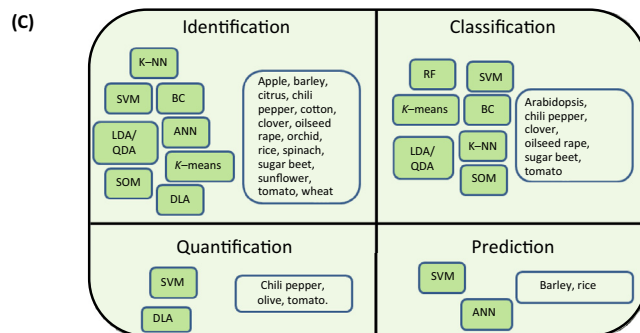 (C)
Identification
K–NN
SVM
BC
LDA/
QDA
ANN
K–means
SOM
DLA
Apple, barley,
citrus, chili
pepper, cotton,
clover, oilseed
rape, orchid,
rice, spinach,
sugar beet,
sunflower,
tomato, wheat
Classification
RF
SVM
K–means
BC
LDA/
QDA
K–NN
SOM
Arabidopsis,
chili pepper,
clover,
oilseed rape,
sugar beet,
tomato
Quantification
SVM
DLA
Chili pepper,
olive, tomato.
Prediction
SVM
ANN
Barley, rice